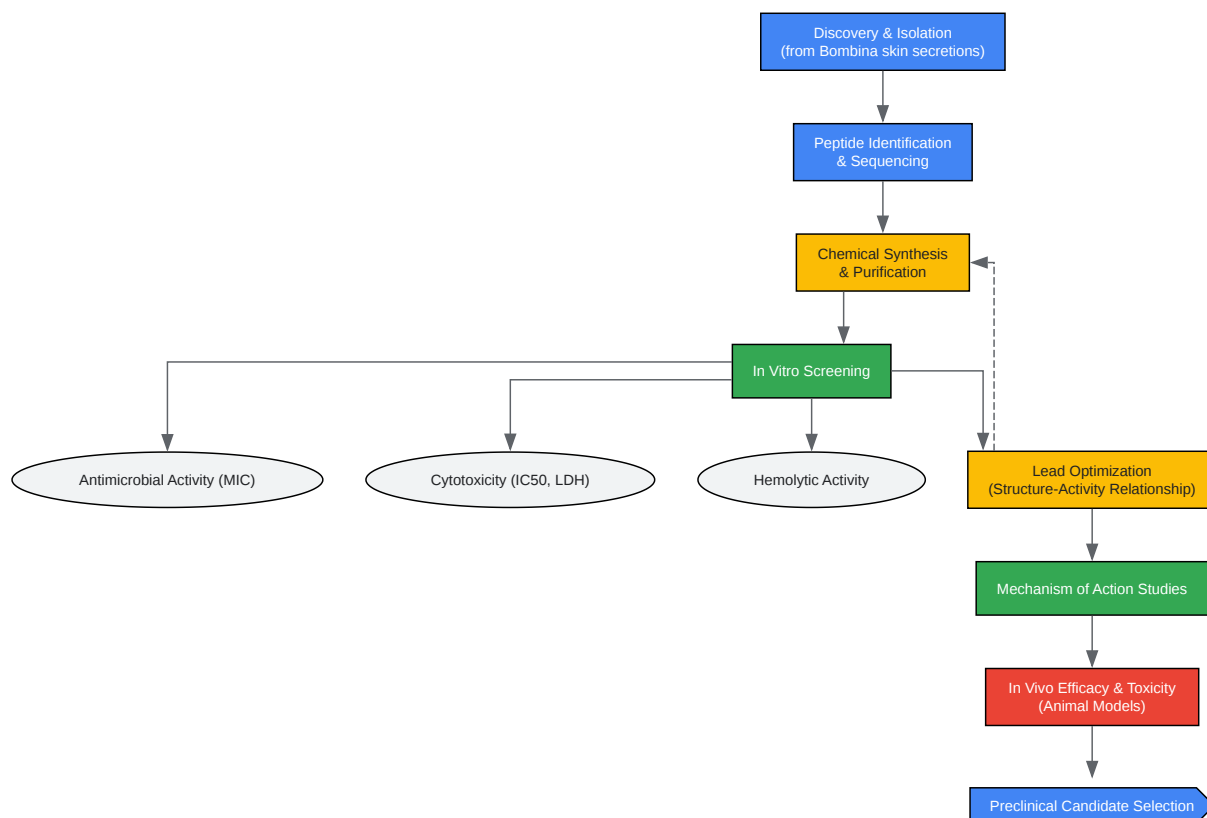 Discovery & Isolation
(from Bombina skin secretions)
Peptide Identification
& Sequencing
Chemical Synthesis
& Purification
In Vitro Screening
Antimicrobial Activity (MIC)
Cytotoxicity (IC50, LDH)
Hemolytic Activity
Lead Optimization
(Structure-Activity Relationship)
Mechanism of Action Studies
In Vivo Efficacy & Toxicity
(Animal Models)
Preclinical Candidate Selection